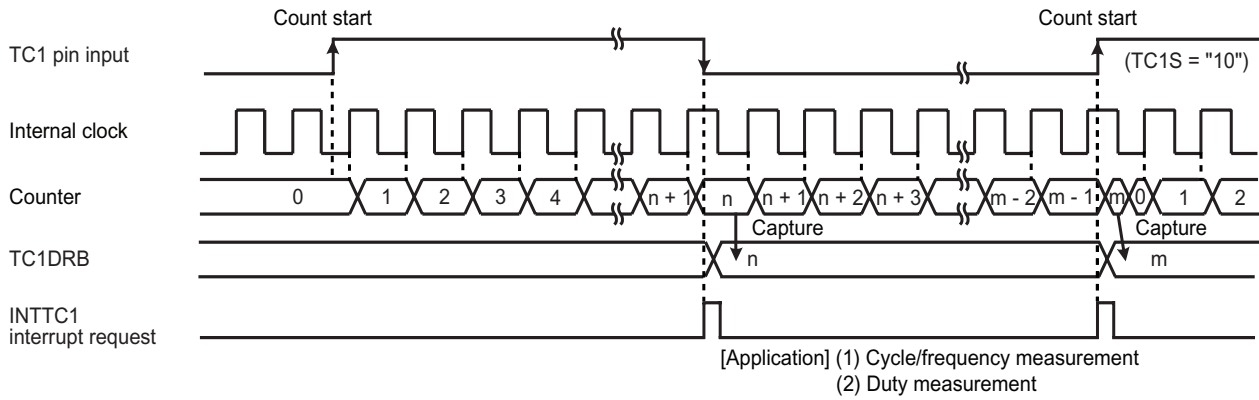 Count start
Count start
TC1 pin input
(TC1S = "10")
Internal clock
Counter
0 1 2 3 4 n + 1 n n + 1 n + 2 n + 3 m - 2 m - 1 m 0 1 2
Capture
Capture
TC1DRB
n
m
INTTC1
interrupt request
[Application] (1) Cycle/frequency measurement
(2) Duty measurement